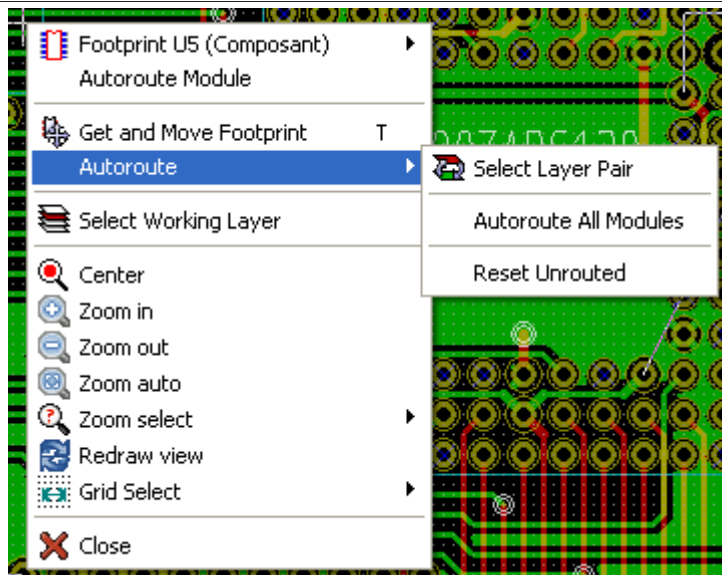 Footprint U5 (Composant)
Autoroute Module
Get and Move Footprint T
Autoroute
Select Layer Pair
Select Working Layer
Autoroute All Modules
Reset Unrouted
Center
Zoom in
Zoom out
Zoom auto
Zoom select
Redraw view
Grid Select
Close